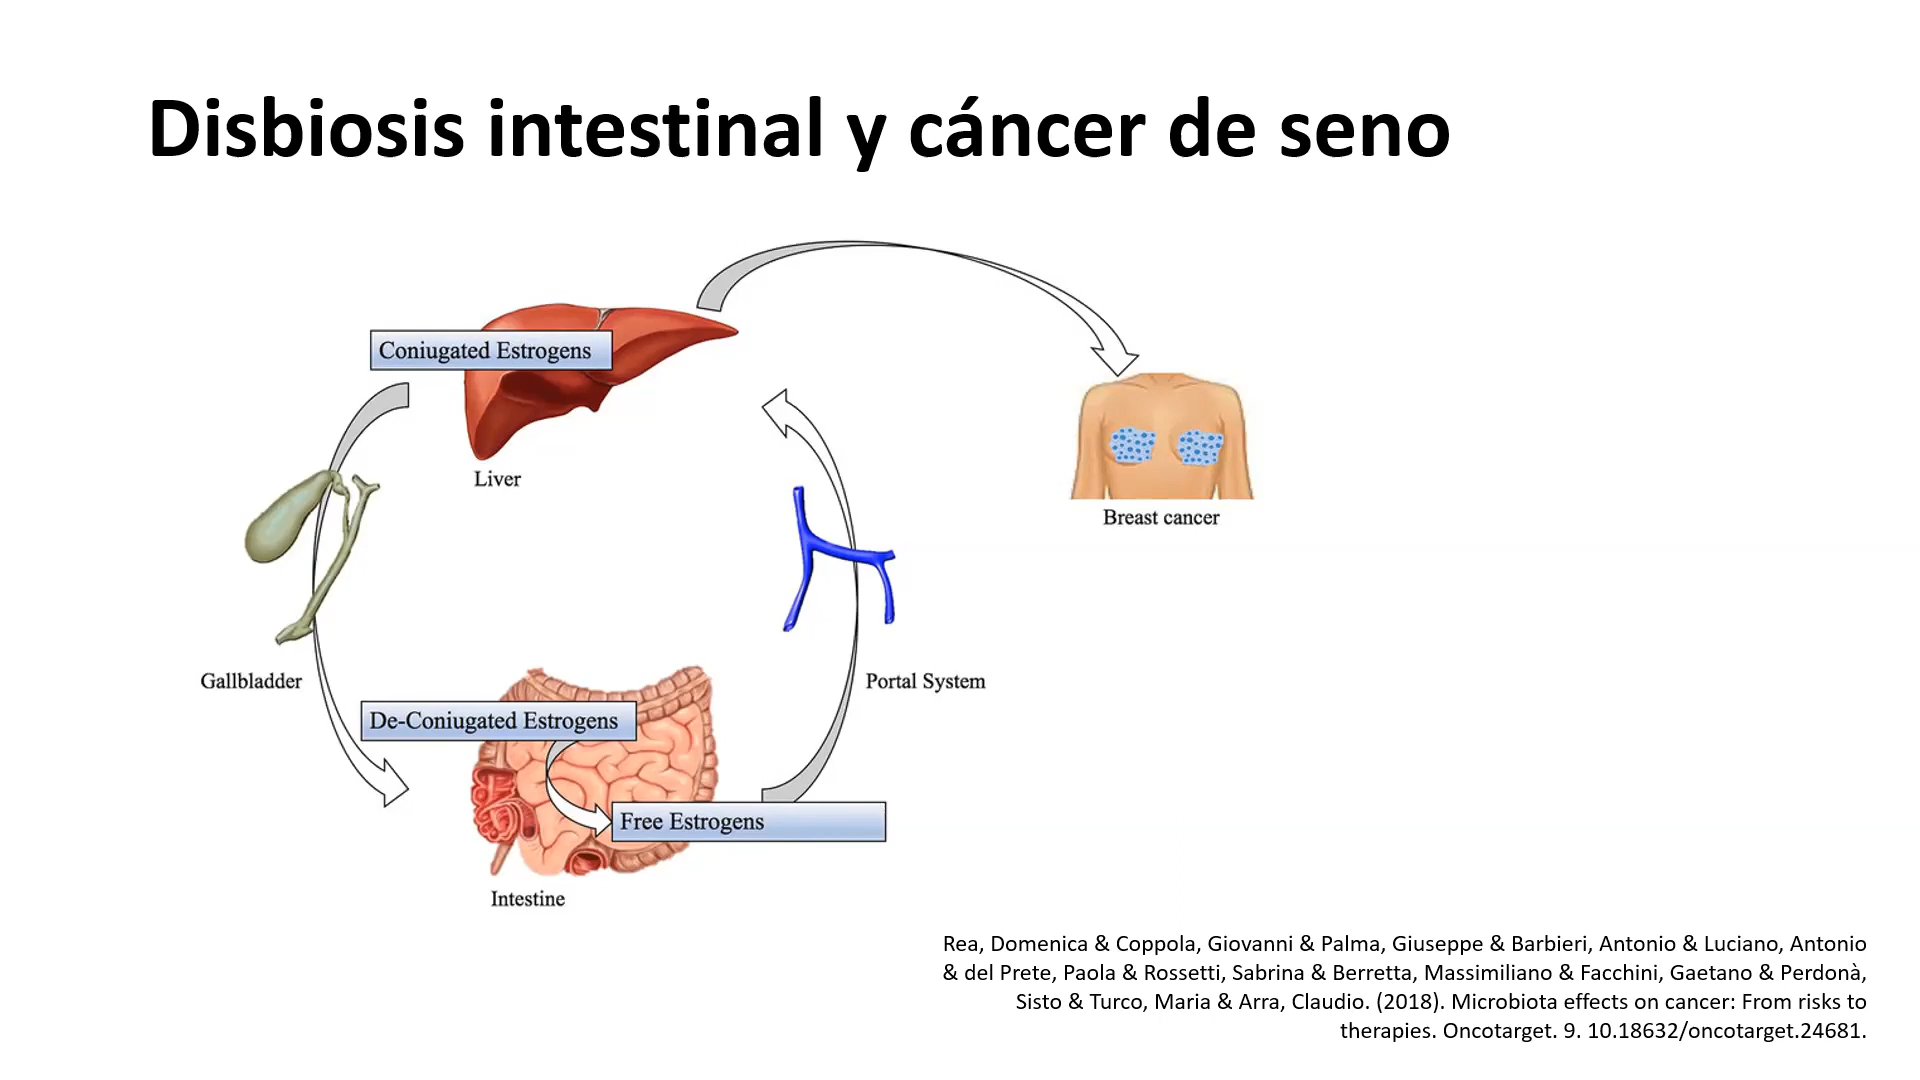 Disbiosis intestinal y cáncer de seno
Coniugated Estrogens
Liver
Breast cancer
Gallbladder
Portal System
De-Coniugated Estrogens
Free Estrogens
Intestine
Rea, Domenica & Coppola, Giovanni & Palma, Giuseppe & Barbieri, Antonio & Luciano, Antonio
& del Prete, Paola & Rossetti, Sabrina & Berretta, Massimiliano & Facchini, Gaetano & Perdonà,
Sisto & Turco, Maria & Arra, Claudio. (2018). Microbiota effects on cancer: From risks to
therapies. Oncotarget. 9. 10.18632/oncotarget.24681.